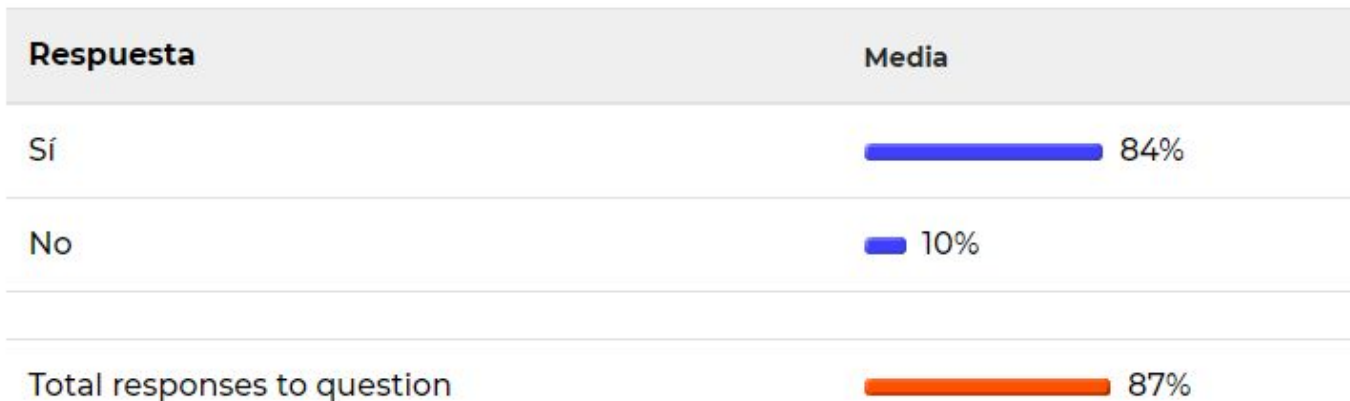 Respuesta Media
Sí 84%
No 10%
Total responses to question 87%